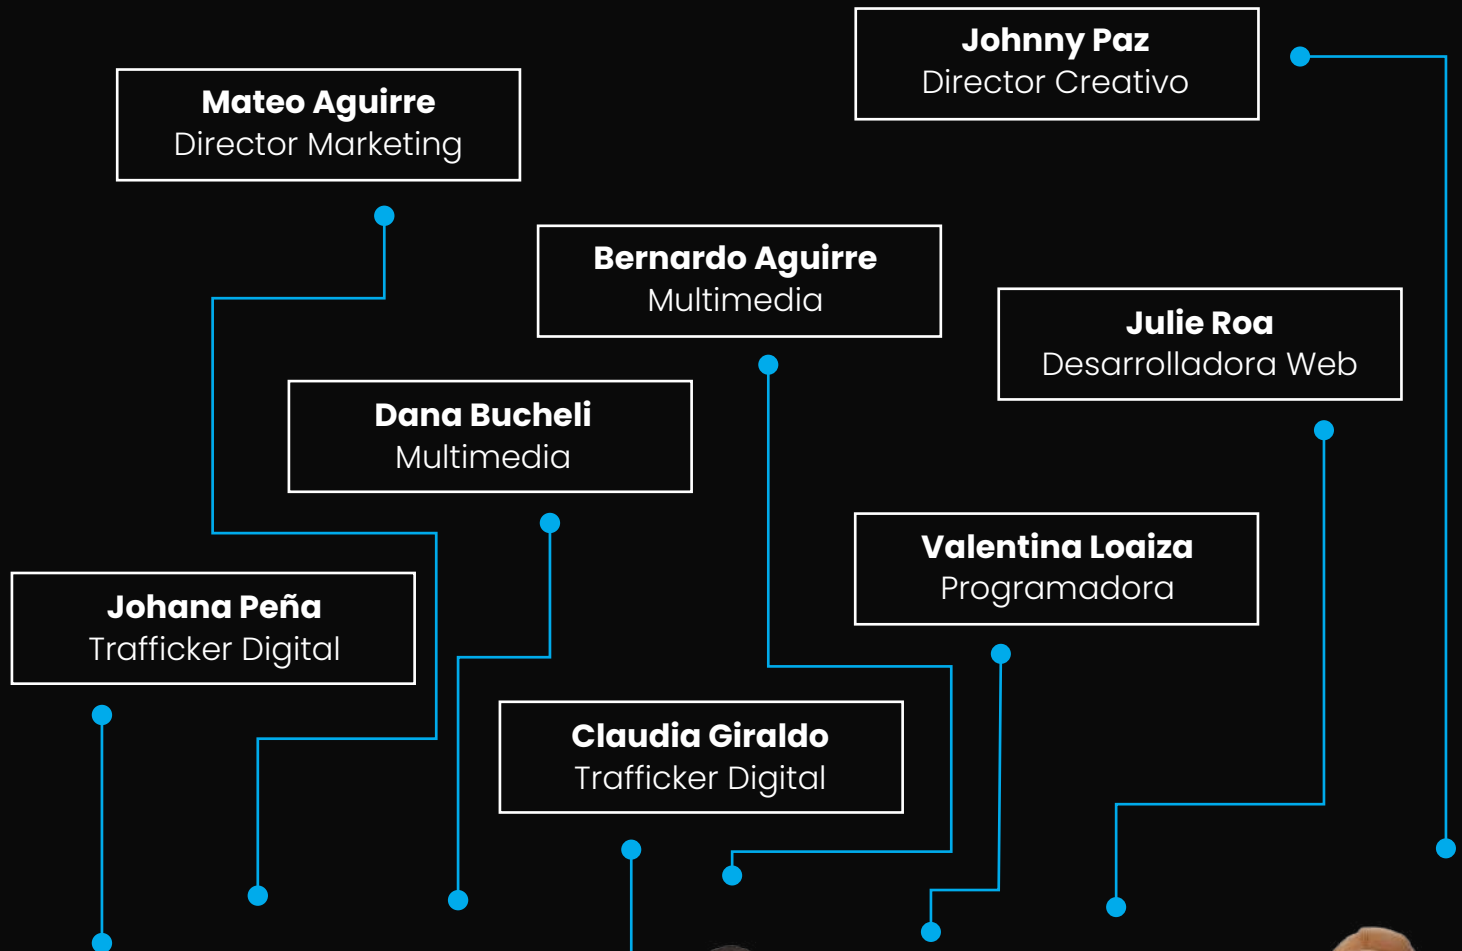 Johnny Paz
Director Creativo
Mateo Aguirre
Director Marketing
Bernardo Aguirre
Multimedia
Julie Roa
Desarrolladora Web
Dana Bucheli
Multimedia
Valentina Loaiza
Programadora
Johana Peña
Trafficker Digital
Claudia Giraldo
Trafficker Digital